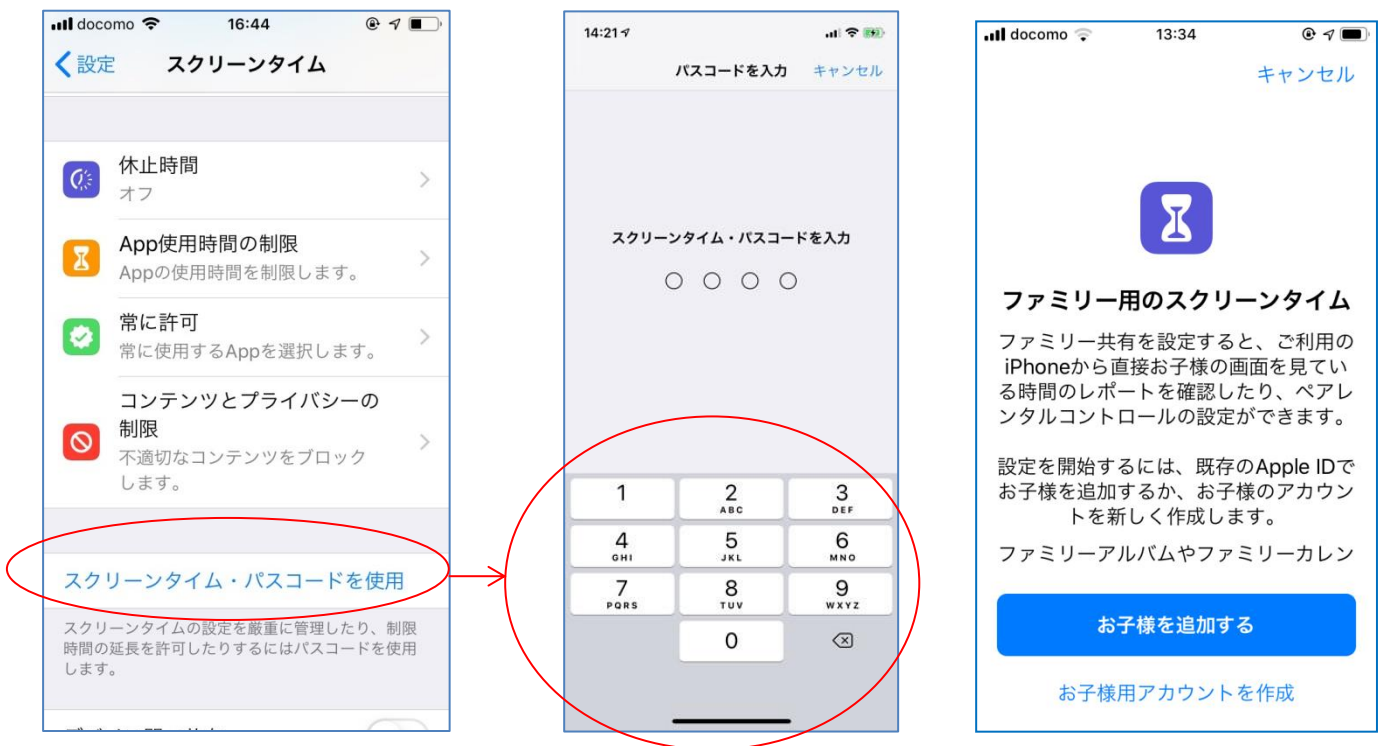 docomo 16:44
設定 スクリーンタイム
休止時間
オフ
App使用時間の制限
Appの使用時間を制限します。
常に許可
常に使用するAppを選択します。
コンテンツとプライバシーの
制限
不適切なコンテンツをブロック
します。
スクリーンタイム・パスコードを使用
スクリーンタイムの設定を厳重に管理したり、制限
時間の延長を許可したりするにはパスコードを使用
します。
14:21
パスコードを入力 キャンセル
スクリーンタイム・パスコードを入力
1 2 3
ABC DEF
4 5 6
GHI JKL MNO
7 8 9
PQRS TUV WXYZ
0
docomo 13:34
キャンセル
ファミリー用のスクリーンタイム
ファミリー共有を設定すると、ご利用の
iPhoneから直接お子様の画面を見てい
る時間のレポートを確認したり、ペアレ
ンタルコントロールの設定ができます。
設定を開始するには、既存のApple IDで
お子様を追加するか、お子様のアカウン
トを新しく作成します。
ファミリーアルバムやファミリーカレン
お子様を追加する
お子様用アカウントを作成